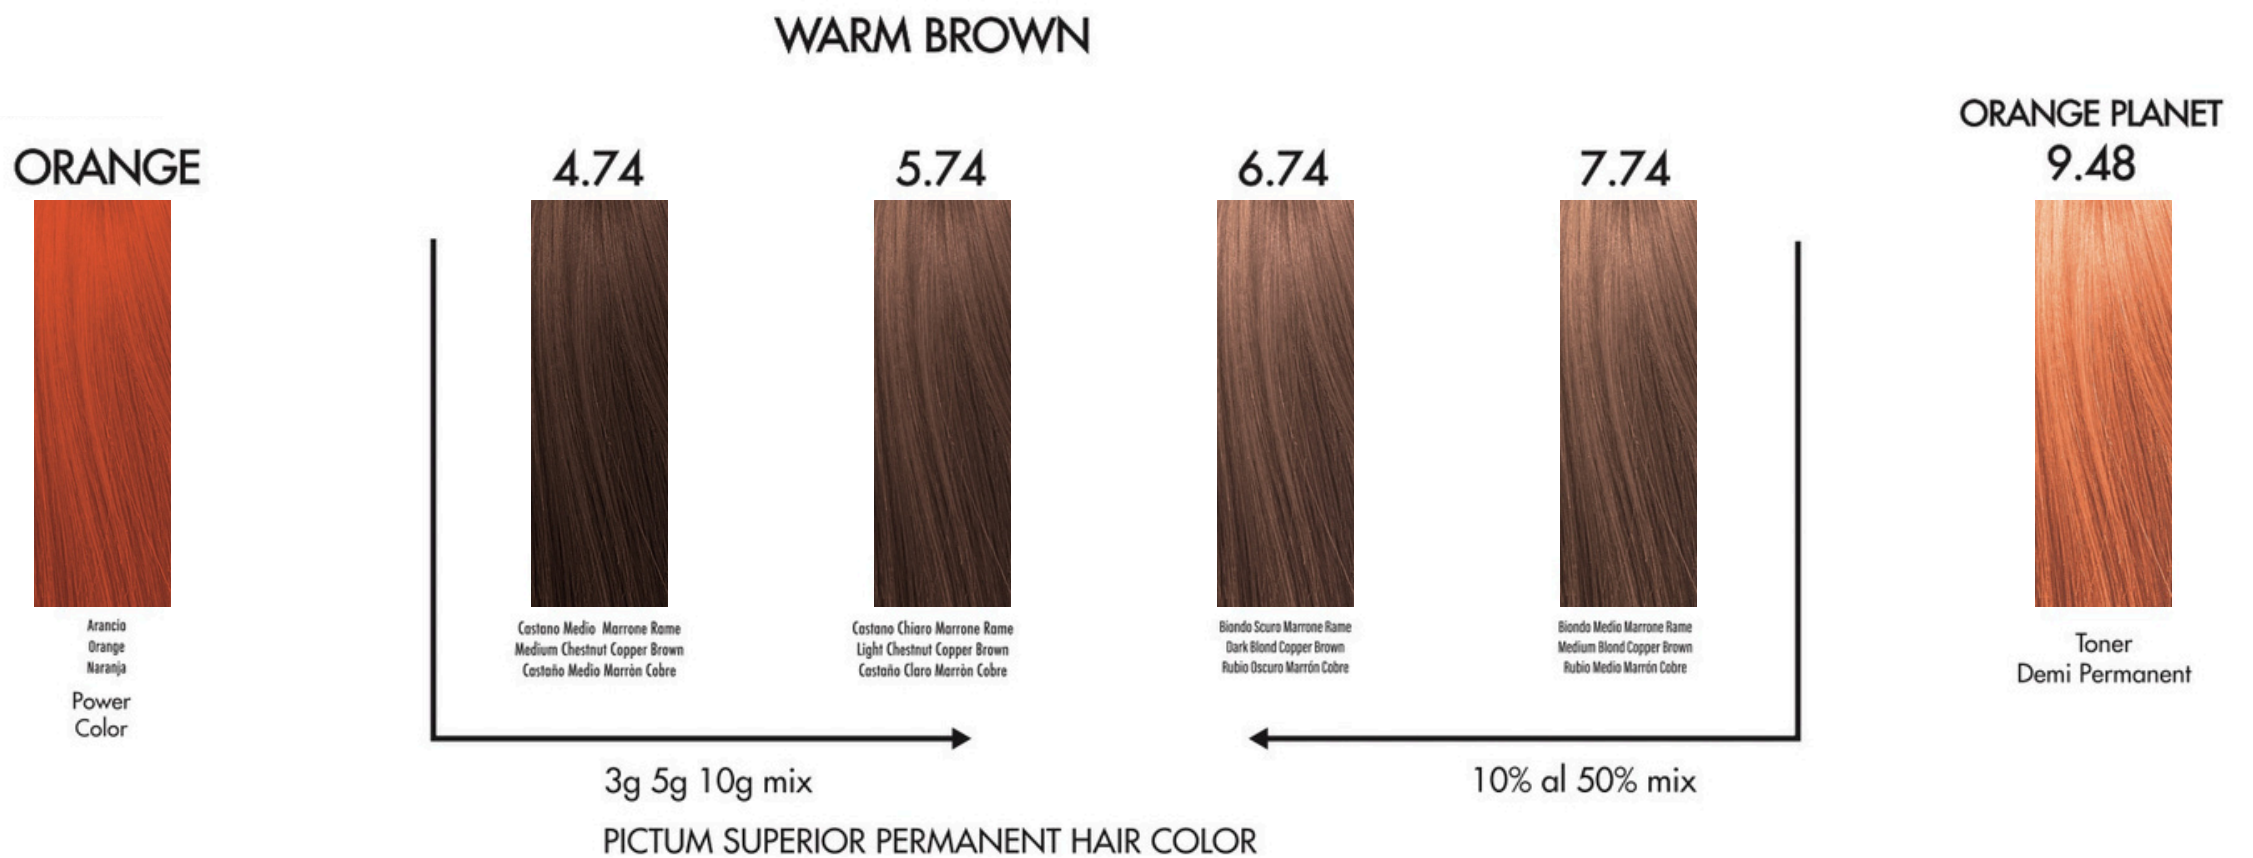 WARM BROWN
ORANGE
4.74
5.74
6.74
7.74
ORANGE PLANET
9.48
Arancio
Orange
Naranja
Power
Color
Castano Medio Marrone Rame
Medium Chestnut Copper Brown
Castaño Medio Marròn Cobre
Castano Chiaro Marrone Rame
Light Chestnut Copper Brown
Castaño Claro Marròn Cobre
Biondo Scuro Marrone Rame
Dark Blond Copper Brown
Rubio Oscuro Marrón Cobre
Biondo Medio Marrone Rame
Medium Blond Copper Brown
Rubio Medio Marrón Cobre
Toner
Demi Permanent
3g 5g 10g mix
10% al 50% mix
PICTUM SUPERIOR PERMANENT HAIR COLOR